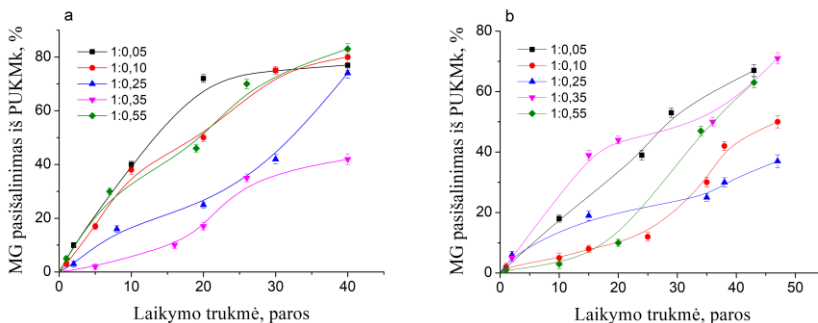 a
1:0,05
1:0,10
1:0,25
1:0,35
1:0,55
MG pasišalinimas iš PUKMk, %
80
60
40
20
0
0 10 20 30 40
Laikymo trukmė, paros
b
1:0,05
1:0,10
1:0,25
1:0,35
1:0,55
MG pasišalinimas iš PUKMk, %
80
60
40
20
0
0 10 20 30 40 50
Laikymo trukmė, paros